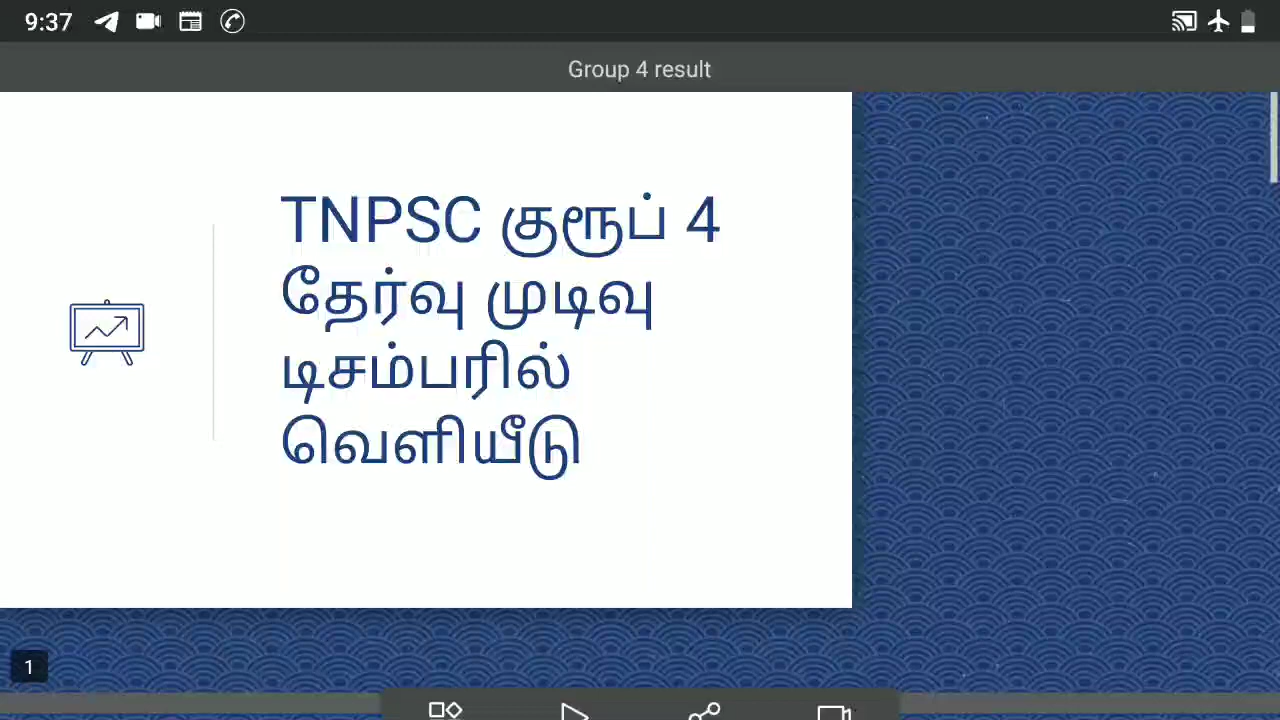 9:37
Group 4 result
TNPSC குரூப் 4
தேர்வு முடிவு
டிசம்பரில்
வெளியீடு
1